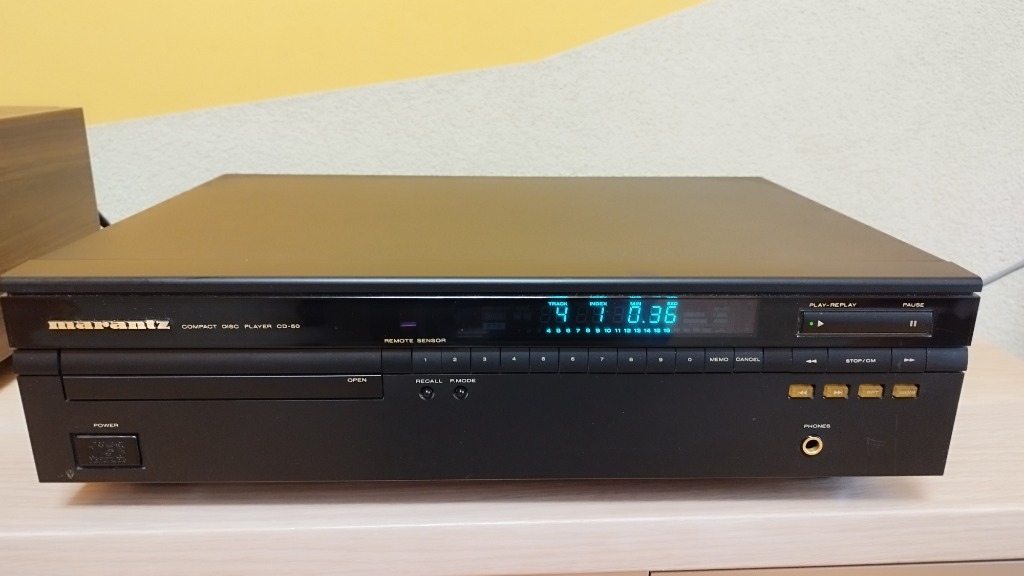 marantz COMPACT DISC PLAYER CD-50
REMOTE SENSOR
TRACK INDEX MIN SEC
4 1 0.36
4 5 6 7 8 9 10 11 12 13 14 15 16
PLAY-REPLAY PAUSE
1 2 3 4 5 6 7 8 9 0 MEMO CANCEL
STOP/CM
OPEN
RECALL P.MODE
POWER
PHONES